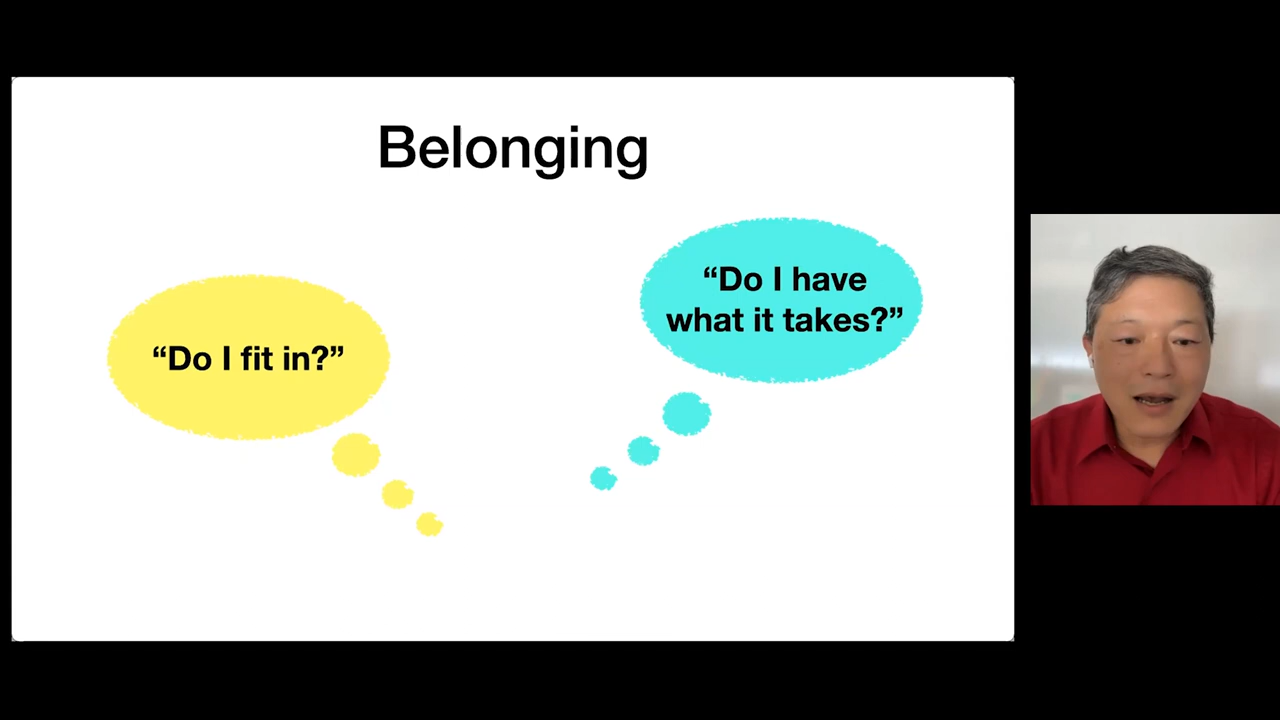 Belonging
“Do I fit in?”
“Do I have
what it takes?”